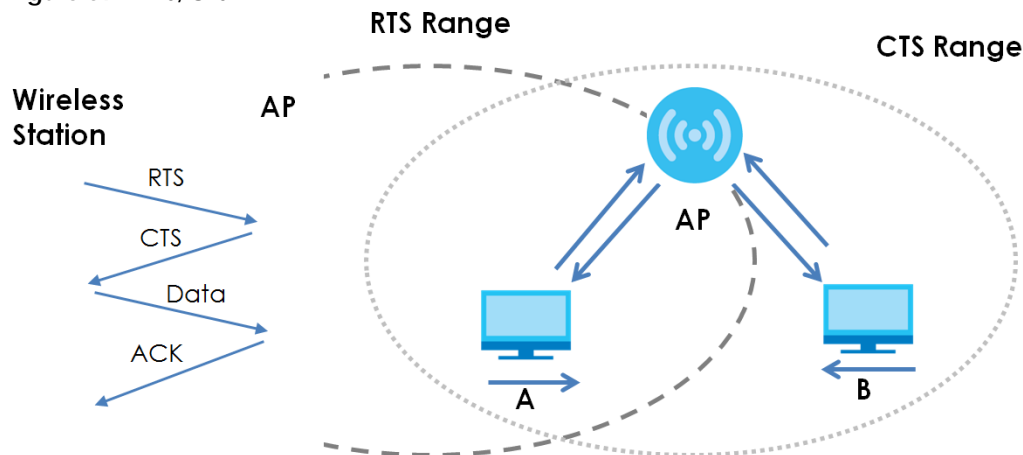 RTS Range
CTS Range
Wireless
Station
AP
RTS
CTS
Data
ACK
AP
A
B